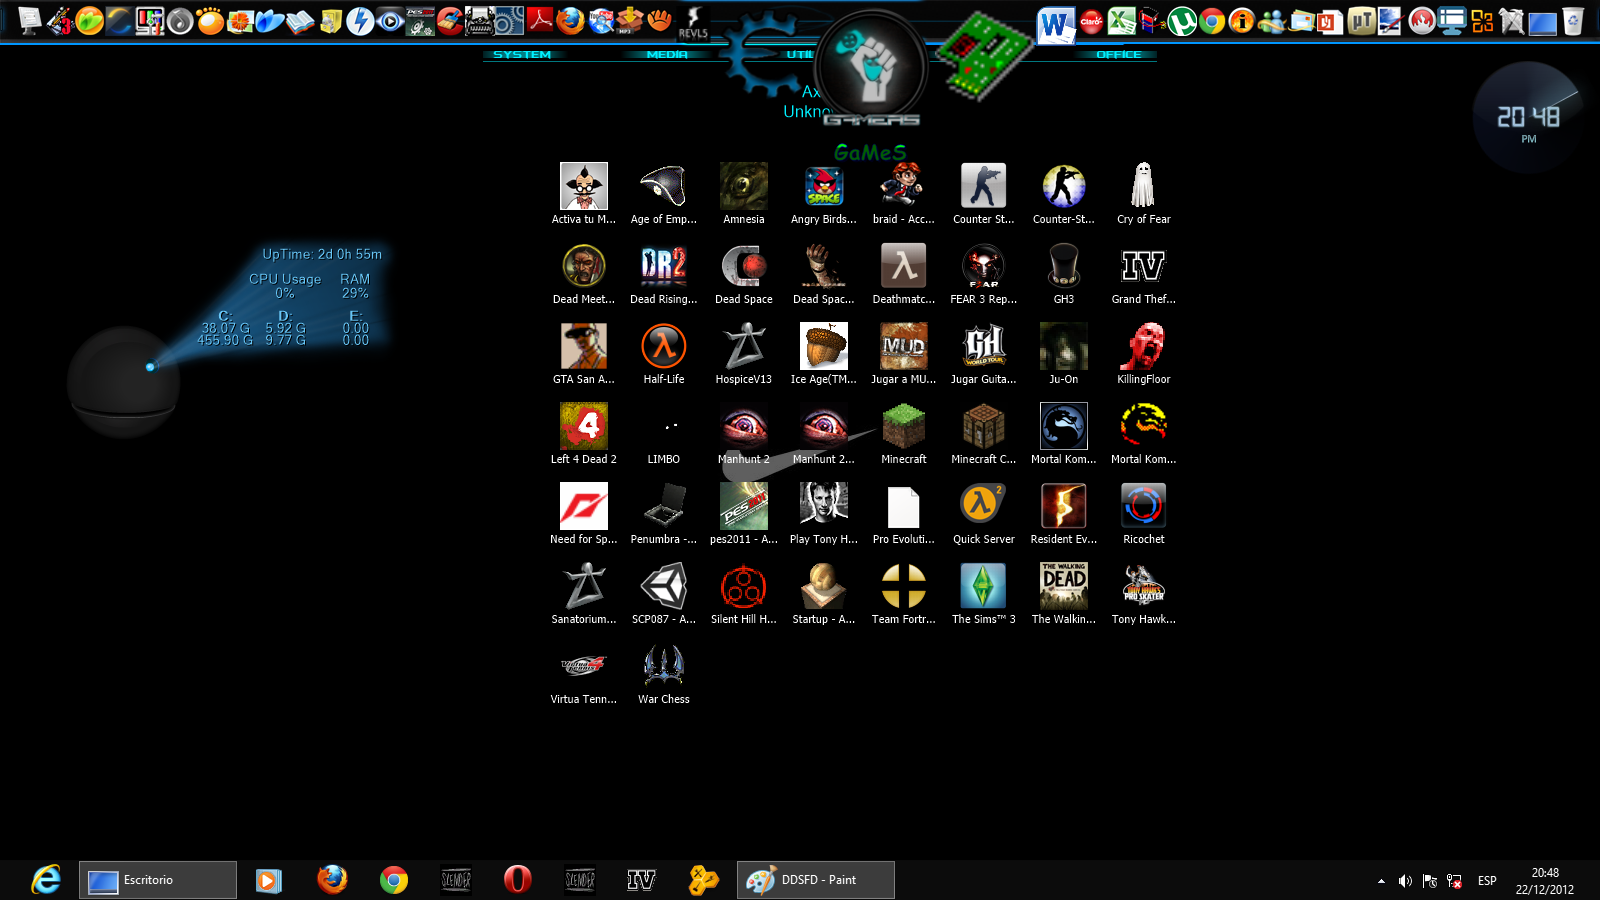 REVLS
SYSTEM
MEDIA
UTIL
OFFICE
Ax
Unkno
GAMERS
GaMeS
20 48
PM
Activa tu M...
Age of Emp...
Amnesia
Angry Birds...
braid - Acc...
Counter St...
Counter-St...
Cry of Fear
UpTime: 2d 0h 55m
CPU Usage RAM
0% 29%
C: D: E:
38.07 G 5.92 G 0.00
455.90 G 9.77 G 0.00
Dead Meet...
Dead Rising...
Dead Space
Dead Spac...
Deathmatc...
FEAR 3 Rep...
GH3
Grand Thef...
GTA San A...
Half-Life
HospiceV13
Ice Age(TM...
Jugar a MU...
Jugar Guita...
Ju-On
KillingFloor
Left 4 Dead 2
LIMBO
Manhunt 2
Manhunt 2...
Minecraft
Minecraft C...
Mortal Kom...
Mortal Kom...
Need for Sp...
Penumbra -...
pes2011 - A...
Play Tony H...
Pro Evoluti...
Quick Server
Resident Ev...
Ricochet
Sanatorium...
SCP087 - A...
Silent Hill H...
Startup - A...
Team Fortr...
The Sims™ 3
The Walkin...
Tony Hawk...
Virtua Tenn...
War Chess
Escritorio
SLENDER
SLENDER
IV
DDSFD - Paint
ESP
20:48
22/12/2012